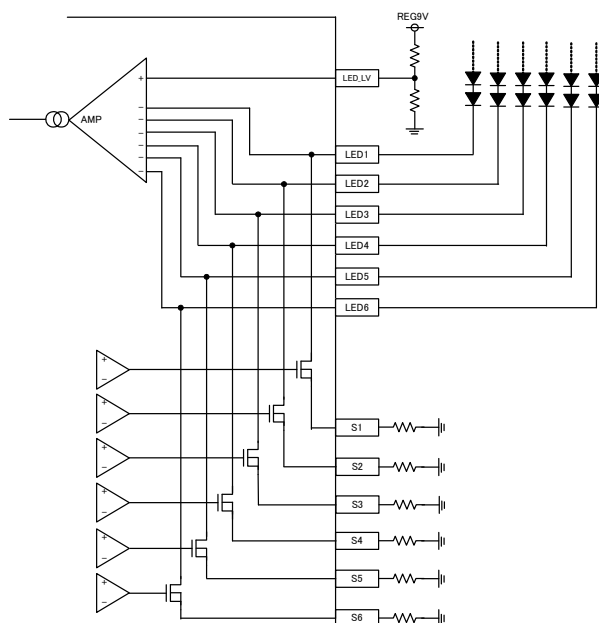 REG9V
LED_LV
+
AMP
−
−
−
−
−
−
LED1
LED2
LED3
LED4
LED5
LED6
+
−
S1
+
−
S2
+
−
S3
+
−
S4
+
−
S5
+
−
S6